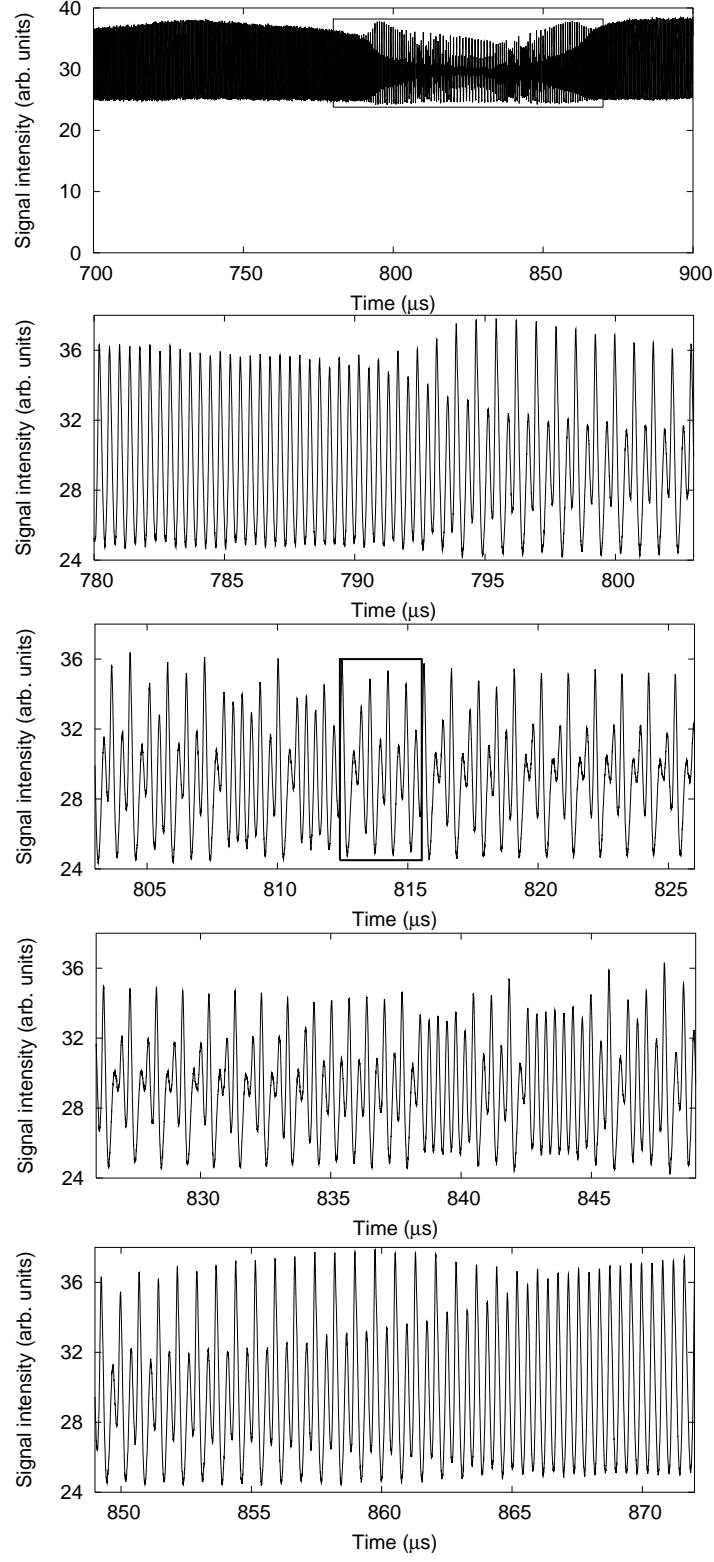 40
30
20
10
0
Signal intensity (arb. units)
700 750 800 850 900
Time (μs)
36
32
28
24
Signal intensity (arb. units)
780 785 790 795 800
Time (μs)
36
32
28
24
Signal intensity (arb. units)
805 810 815 820 825
Time (μs)
36
32
28
24
Signal intensity (arb. units)
830 835 840 845
Time (μs)
36
32
28
24
Signal intensity (arb. units)
850 855 860 865 870
Time (μs)